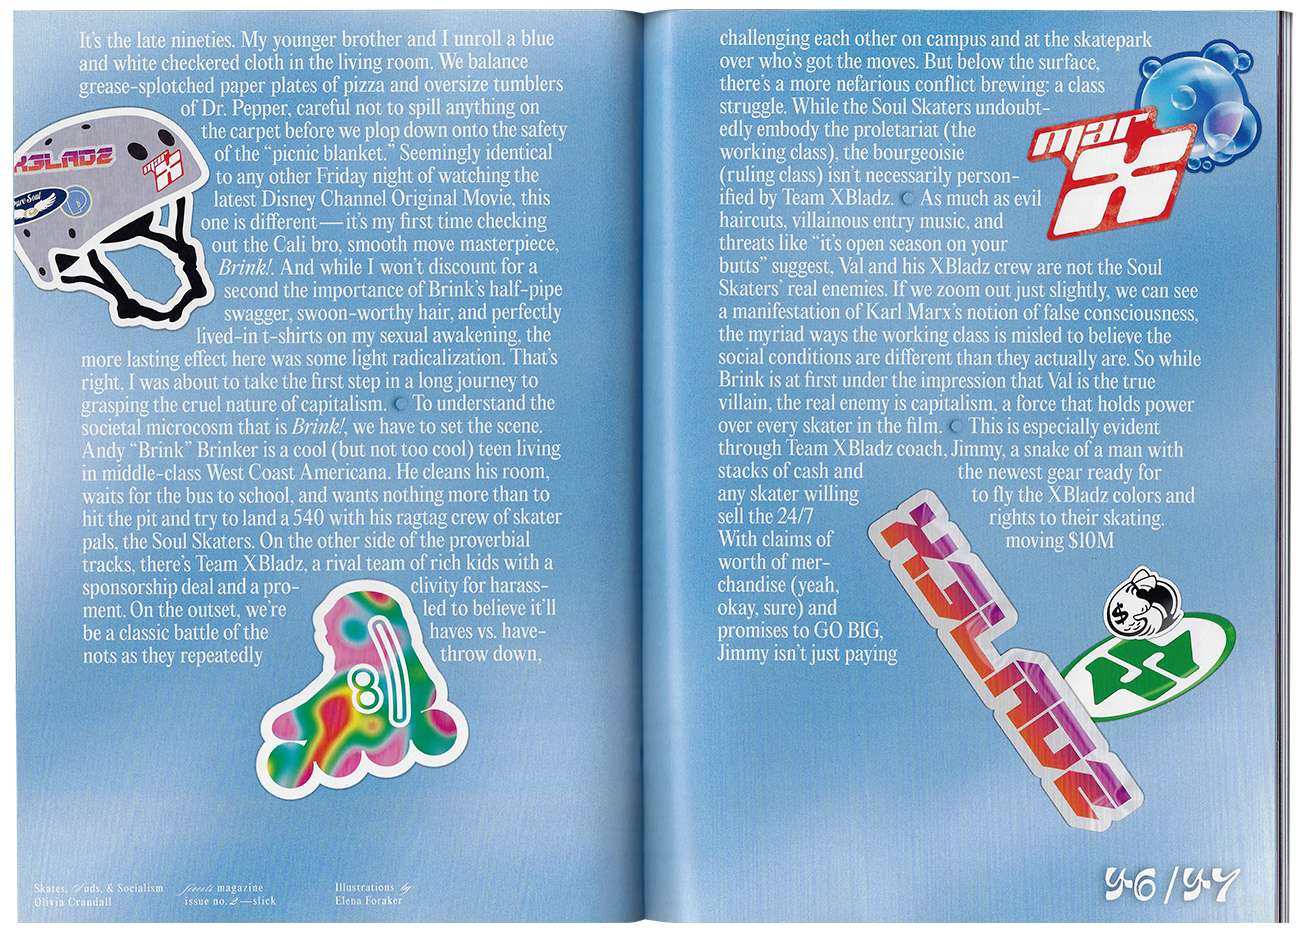 It's the late nineties. My younger brother and I unroll a blue
and white checkered cloth in the living room. We balance
grease-splotched paper plates of pizza and oversize tumblers
of Dr. Pepper, careful not to spill anything on
the carpet before we plop down onto the safety
of the “picnic blanket.” Seemingly identical
to any other Friday night of watching the
latest Disney Channel Original Movie, this
one is different—it's my first time checking
out the Cali bro, smooth move masterpiece,
Brink!. And while I won't discount for a
second the importance of Brink's half-pipe
swagger, swoon-worthy hair, and perfectly
lived-in t-shirts on my sexual awakening, the
more lasting effect here was some light radicalization. That's
right, I was about to take the first step in a long journey to
grasping the cruel nature of capitalism. To understand the
societal microcosm that is Brink!, we have to set the scene.
Andy “Brink” Brinker is a cool (but not too cool) teen living
in middle-class West Coast Americana. He cleans his room,
waits for the bus to school, and wants nothing more than to
hit the pit and try to land a 540 with his ragtag crew of skater
pals, the Soul Skaters. On the other side of the proverbial
tracks, there's Team XBladz, a rival team of rich kids with a
sponsorship deal and a pro- clivity for harass-
ment. On the outset, we're led to believe it'll
be a classic battle of the haves vs. have-
nots as they repeatedly throw down,
XBLADZ
mar
X
Pure Soul
P
8
Skates, Suds, & Socialism
Olivia Crandall
magazine
issue no. 2—slick
Illustrations by
Elena Foraker
challenging each other on campus and at the skatepark
over who's got the moves. But below the surface,
there's a more nefarious conflict brewing: a class
struggle. While the Soul Skaters undoubt-
edly embody the proletariat (the
working class), the bourgeoisie
(ruling class) isn't necessarily person-
ified by Team XBladz. As much as evil
haircuts, villainous entry music, and
threats like “it's open season on your
butts” suggest, Val and his XBladz crew are not the Soul
Skaters' real enemies. If we zoom out just slightly, we can see
a manifestation of Karl Marx's notion of false consciousness,
the myriad ways the working class is misled to believe the
social conditions are different than they actually are. So while
Brink is at first under the impression that Val is the true
villain, the real enemy is capitalism, a force that holds power
over every skater in the film. This is especially evident
through Team XBladz coach, Jimmy, a snake of a man with
stacks of cash and the newest gear ready for
any skater willing to fly the XBladz colors and
sell the 24/7 rights to their skating.
With claims of moving $10M
worth of mer-
chandise (yeah,
okay, sure) and
promises to GO BIG,
Jimmy isn't just paying
mar
X
XBLADZ
$
46/47